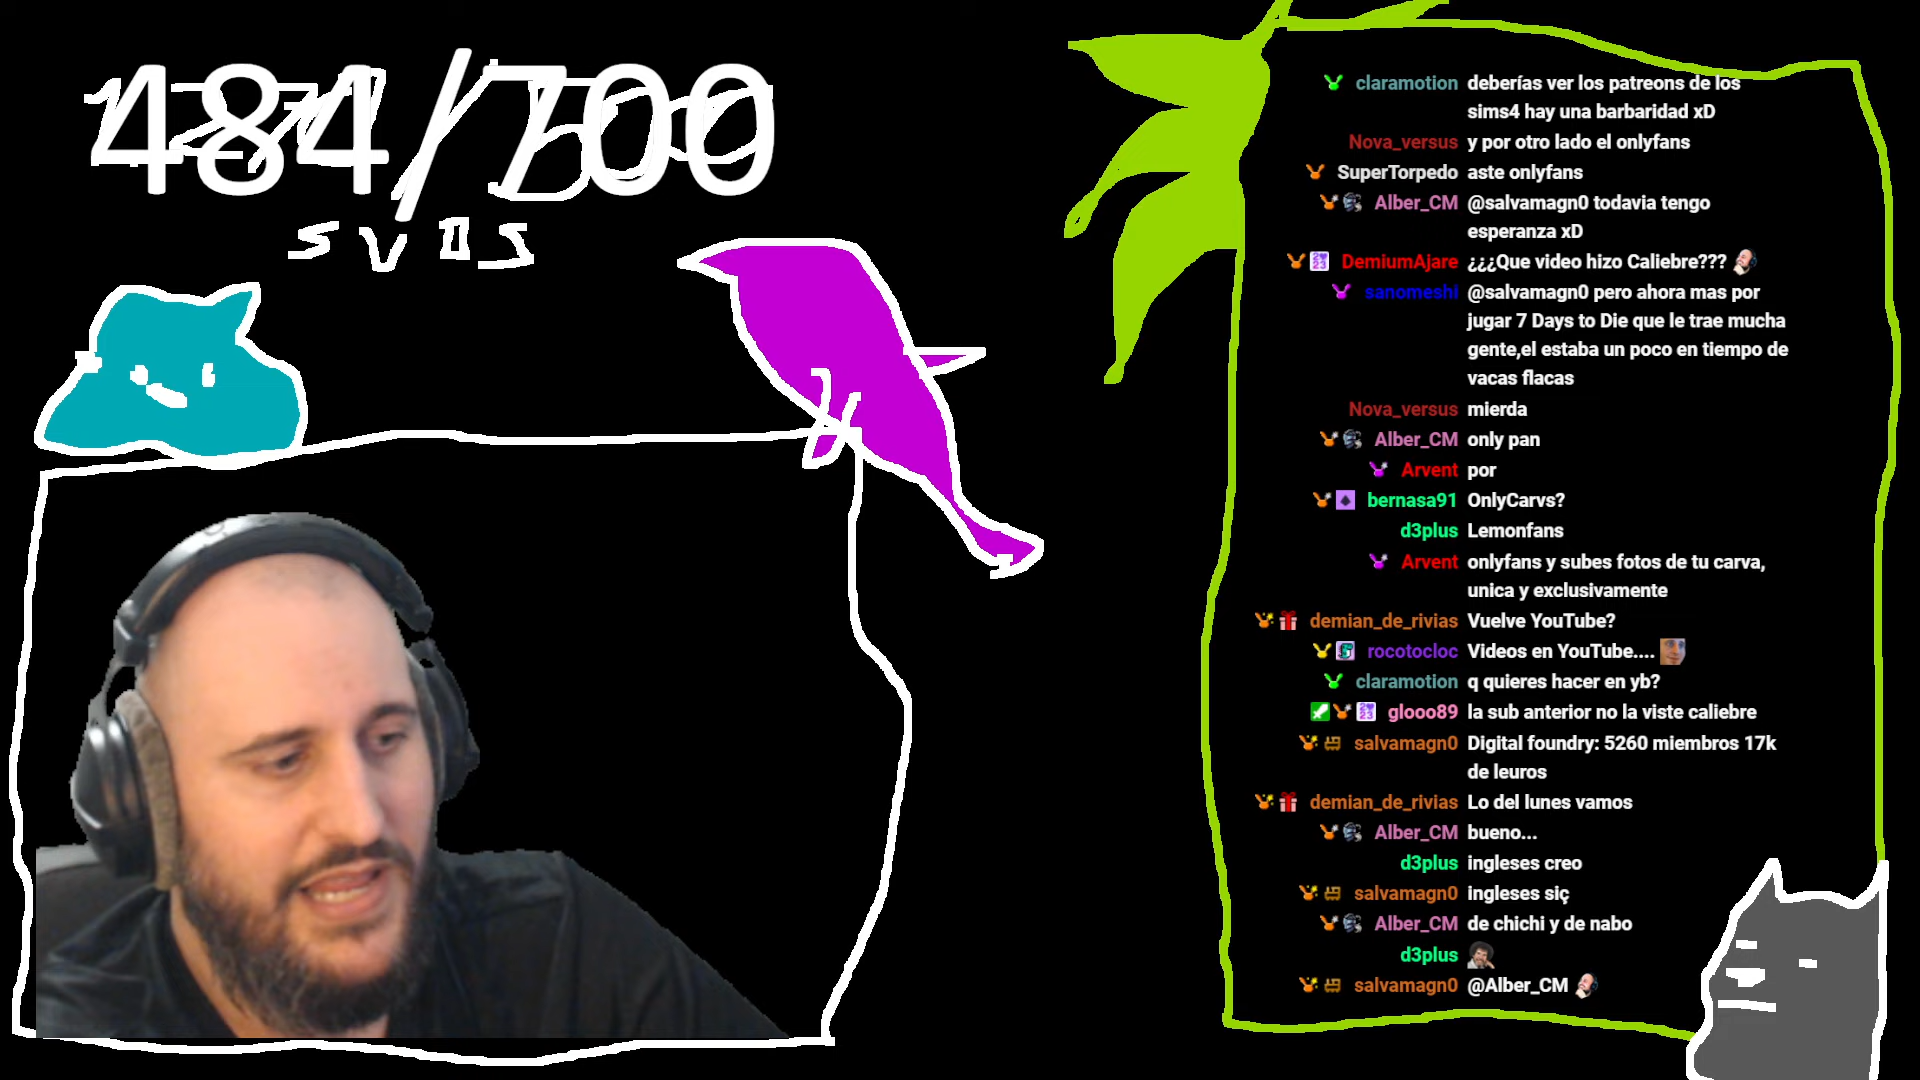 484/700
SUBS
claramotion deberías ver los patreons de los
sims4 hay una barbaridad xD
Nova_versus y por otro lado el onlyfans
SuperTorpedo aste onlyfans
Alber_CM @salvamagn0 todavia tengo
esperanza xD
DemiumAjare ¿¿¿Que video hizo Caliebre???
sanomeshi @salvamagn0 pero ahora mas por
jugar 7 Days to Die que le trae mucha
gente,el estaba un poco en tiempo de
vacas flacas
Nova_versus mierda
Alber_CM only pan
Arvent por
bernasa91 OnlyCarvs?
d3plus Lemonfans
Arvent onlyfans y subes fotos de tu carva,
unica y exclusivamente
demian_de_rivias Vuelve YouTube?
rocotocloc Videos en YouTube....
claramotion q quieres hacer en yb?
glooo89 la sub anterior no la viste caliebre
salvamagn0 Digital foundry: 5260 miembros 17k
de leuros
demian_de_rivias Lo del lunes vamos
Alber_CM bueno...
d3plus ingleses creo
salvamagn0 ingleses siç
Alber_CM de chichi y de nabo
d3plus
salvamagn0 @Alber_CM